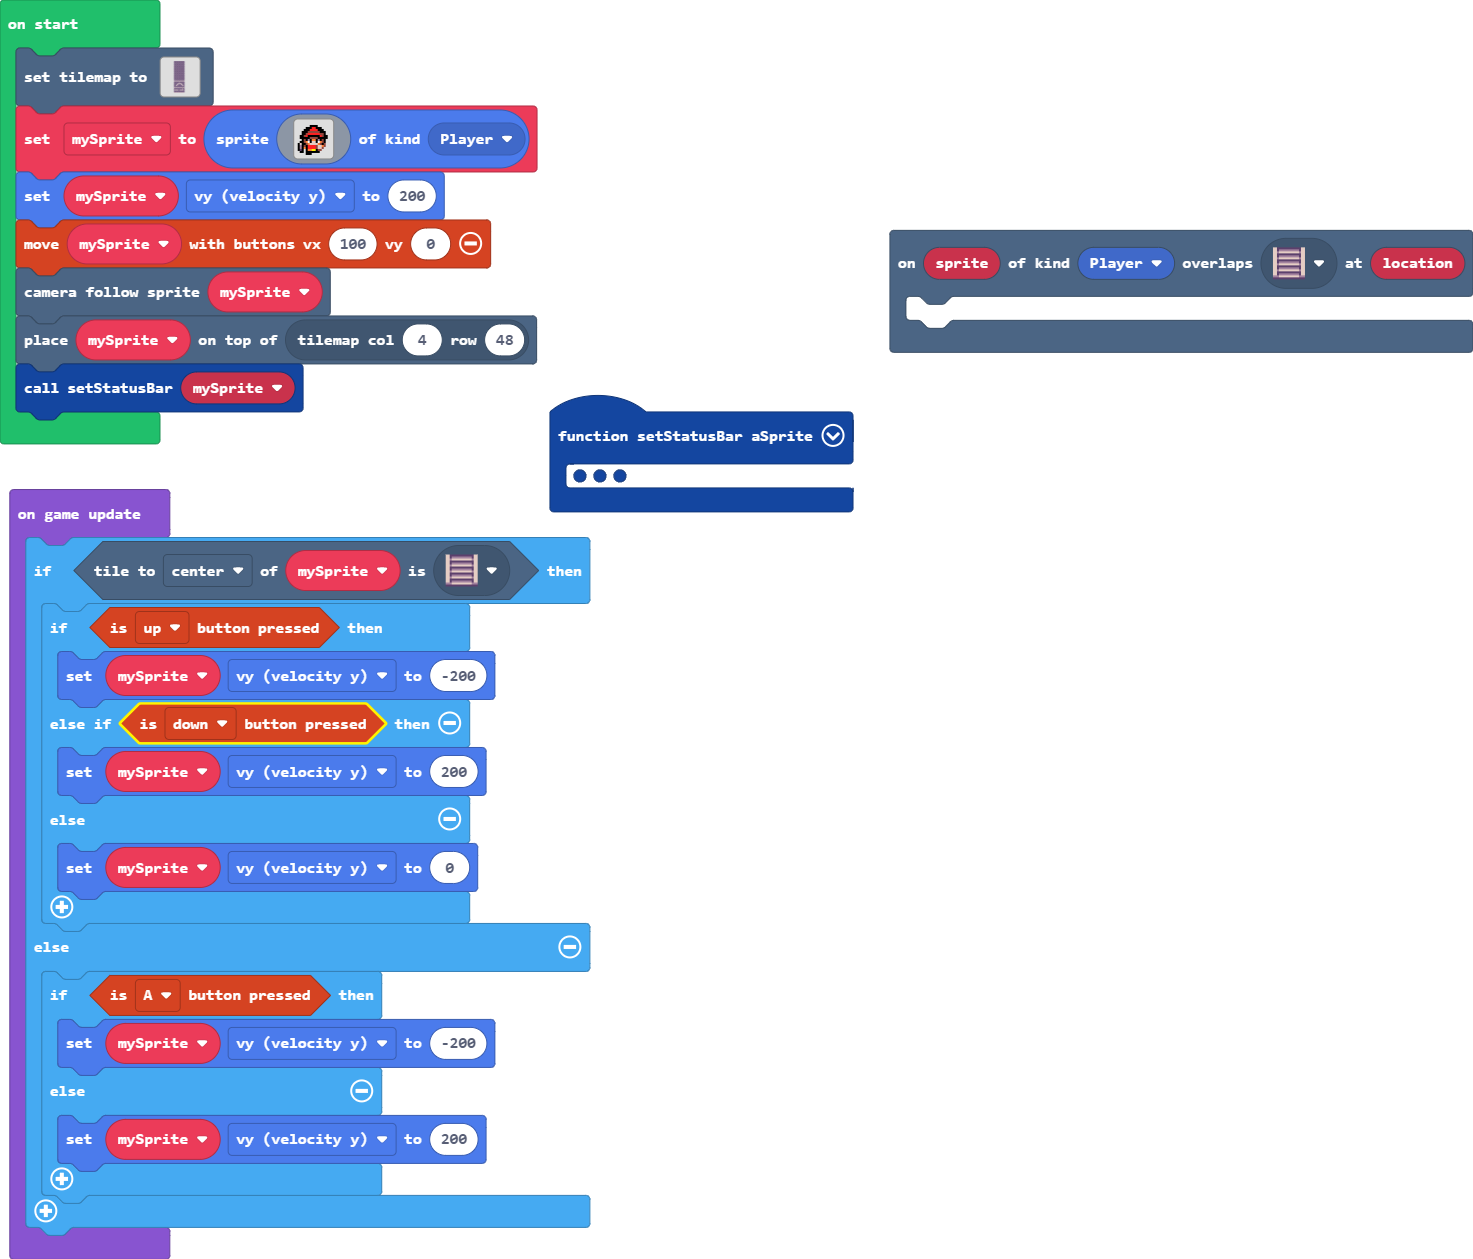 on start
set tilemap to
set mySprite to sprite of kind Player
set mySprite vy (velocity y) to 200
move mySprite with buttons vx 100 vy 0
camera follow sprite mySprite
place mySprite on top of tilemap col 4 row 48
call setStatusBar mySprite
on sprite of kind Player overlaps at location
function setStatusBar aSprite
on game update
if tile to center of mySprite is then
if is up button pressed then
set mySprite vy (velocity y) to -200
else if is down button pressed then
set mySprite vy (velocity y) to 200
else
set mySprite vy (velocity y) to 0
else
if is A button pressed then
set mySprite vy (velocity y) to -200
else
set mySprite vy (velocity y) to 200